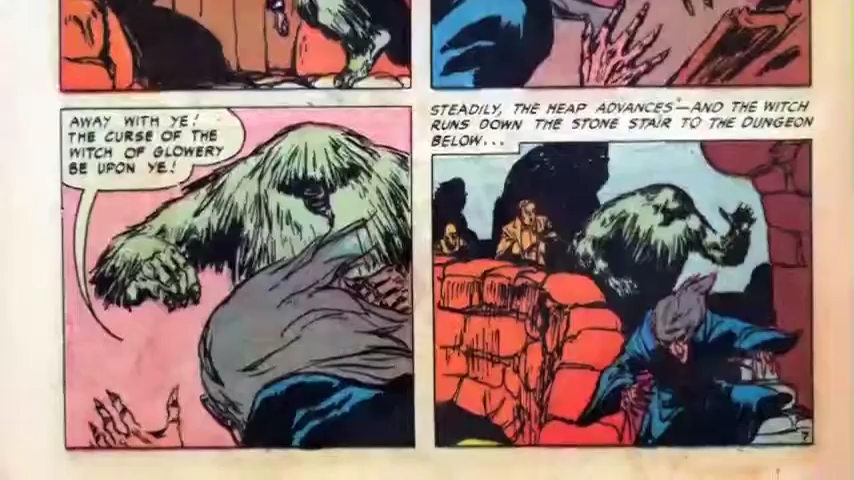 AWAY WITH YE!
THE CURSE OF THE
WITCH OF GLOWERY
BE UPON YE!
STEADILY, THE HEAP ADVANCES—AND THE WITCH
RUNS DOWN THE STONE STAIR TO THE DUNGEON
BELOW...
7